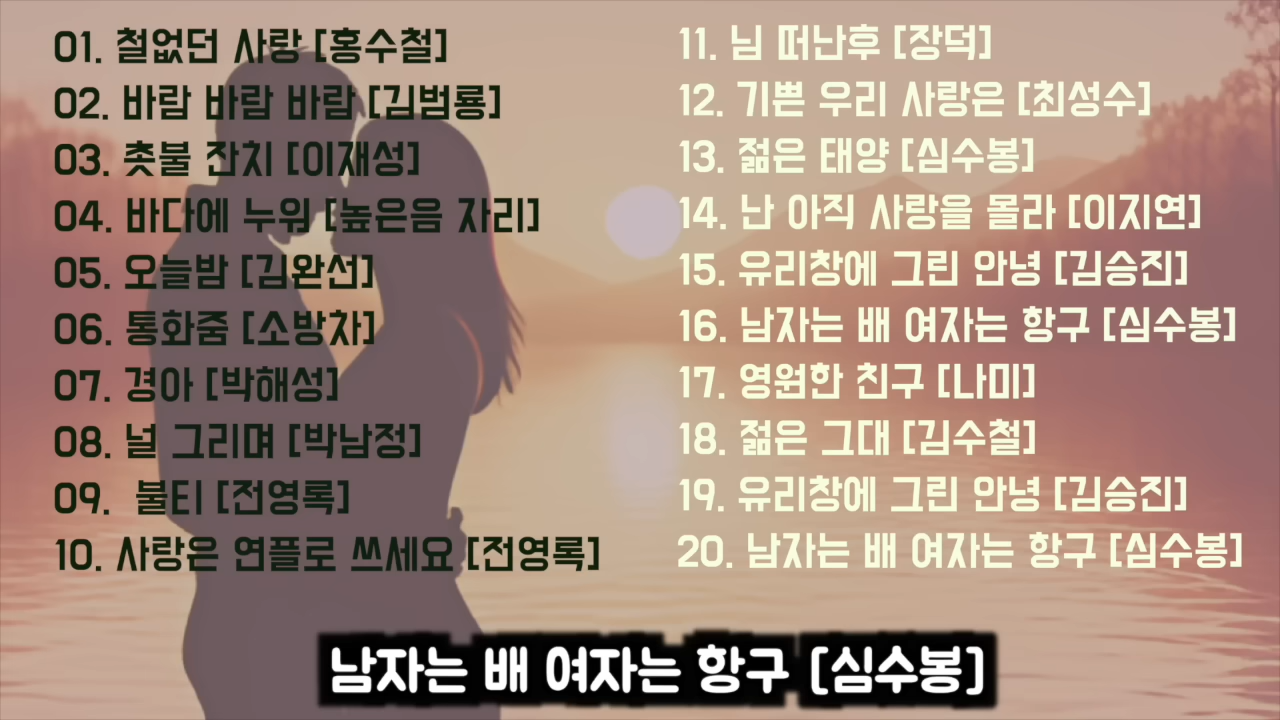 01. 철없던 사랑 [홍수철]
02. 바람 바람 바람 [김범룡]
03. 촛불 잔치 [이재성]
04. 바다에 누워 [높은음 자리]
05. 오늘밤 [김완선]
06. 통화중 [소방차]
07. 경아 [박해성]
08. 널 그리며 [박남정]
09. 불티 [전영록]
10. 사랑은 연플로 쓰세요 [전영록]
11. 님 떠난후 [장덕]
12. 기쁜 우리 사랑은 [최성수]
13. 젊은 태양 [심수봉]
14. 난 아직 사랑을 몰라 [이지연]
15. 유리창에 그린 안녕 [김승진]
16. 남자는 배 여자는 항구 [심수봉]
17. 영원한 친구 [나미]
18. 젊은 그대 [김수철]
19. 유리창에 그린 안녕 [김승진]
20. 남자는 배 여자는 항구 [심수봉]
남자는 배 여자는 항구 [심수봉]